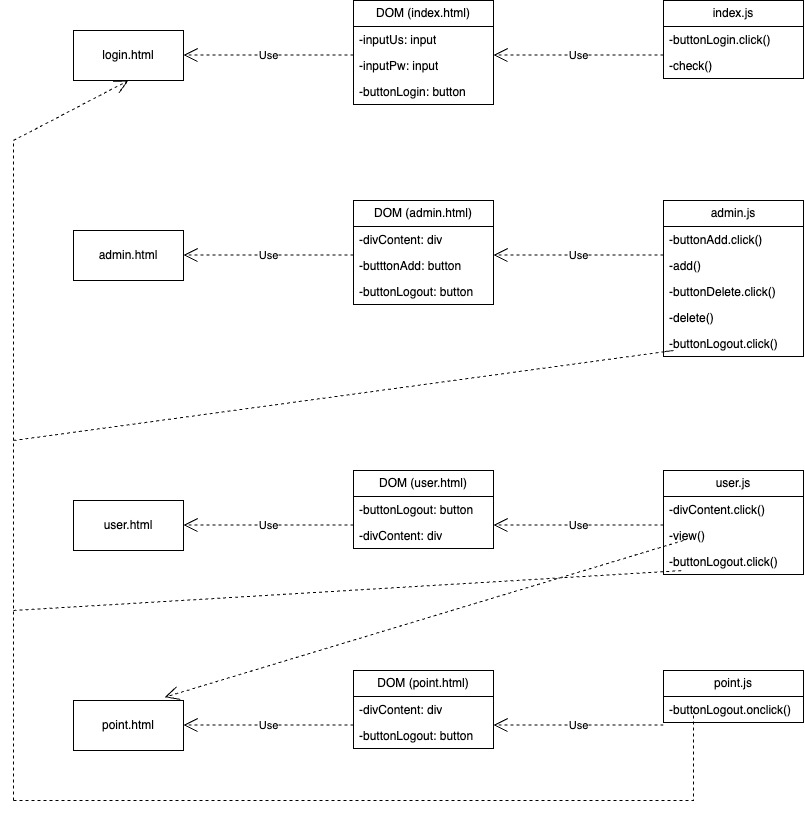 DOM (index.html)
index.js
login.html
Use
-inputUs: input
-inputPw: input
-buttonLogin: button
Use
-buttonLogin.click()
-check()
DOM (admin.html)
admin.js
admin.html
Use
-divContent: div
-butttonAdd: button
-buttonLogout: button
Use
-buttonAdd.click()
-add()
-buttonDelete.click()
-delete()
-buttonLogout.click()
DOM (user.html)
user.js
user.html
Use
-buttonLogout: button
-divContent: div
Use
-divContent.click()
-view()
-buttonLogout.click()
DOM (point.html)
point.js
point.html
Use
-divContent: div
-buttonLogout: button
Use
-buttonLogout.onclick()